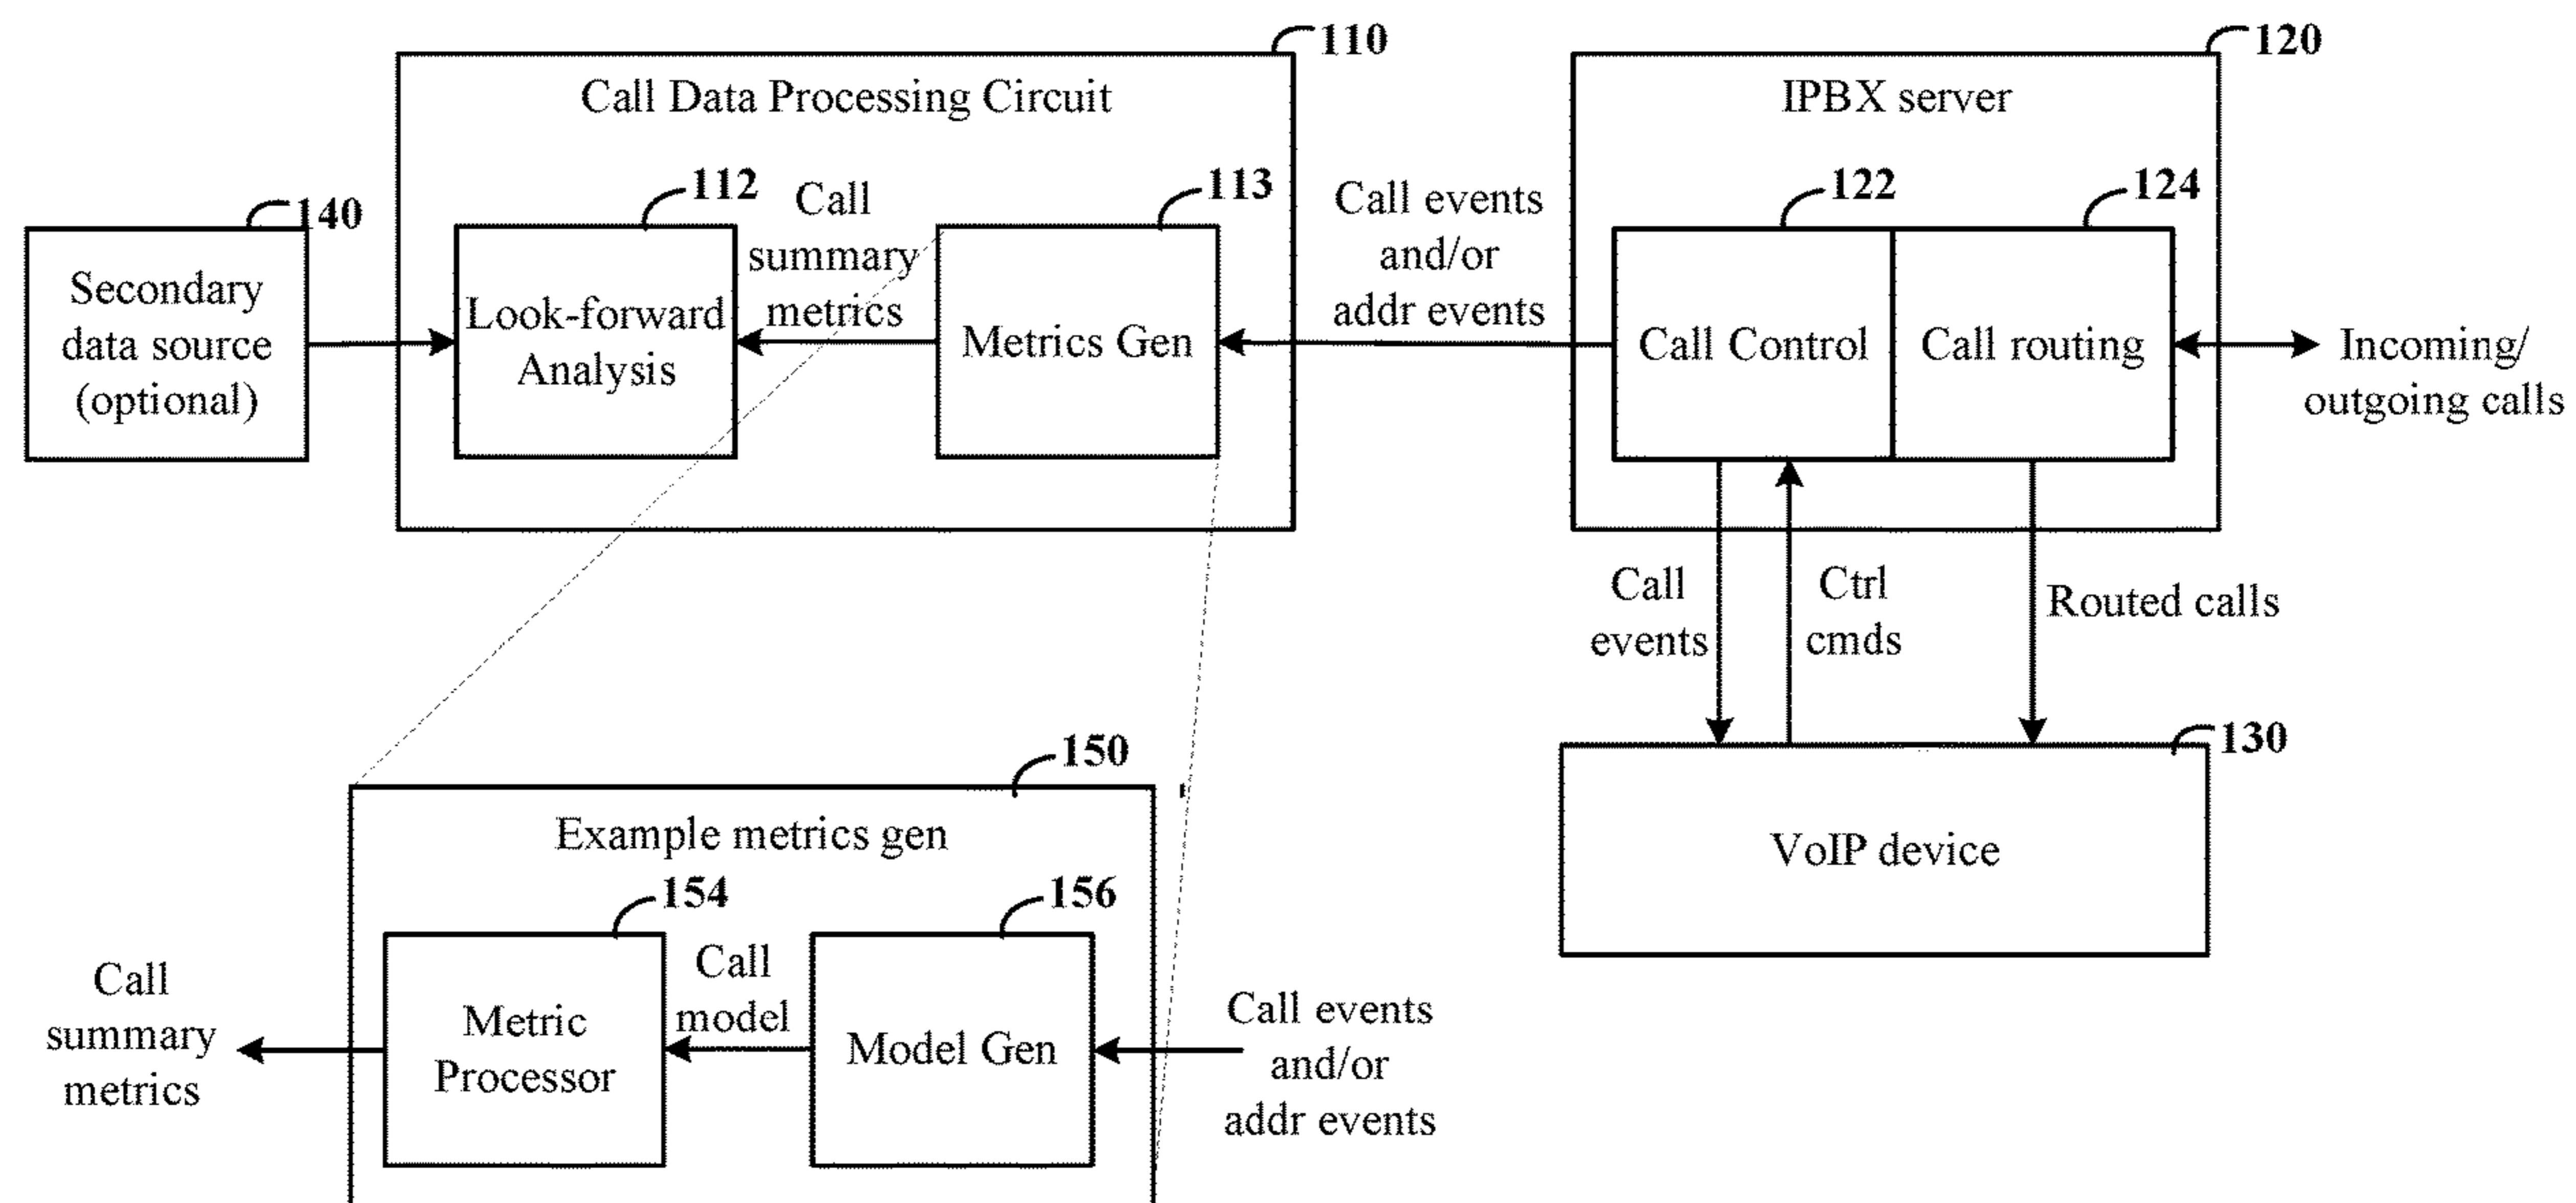 110
120
Call Data Processing Circuit
IPBX server
112
113
122
124
140
Call
summary
metrics
Call events
and/or
addr events
Secondary
data source
(optional)
Look-forward
Analysis
Metrics Gen
Call Control
Call routing
Incoming/
outgoing calls
Call
events
Ctrl
cmds
Routed calls
130
VoIP device
150
Example metrics gen
154
156
Call
summary
metrics
Metric
Processor
Call
model
Model Gen
Call events
and/or
addr events